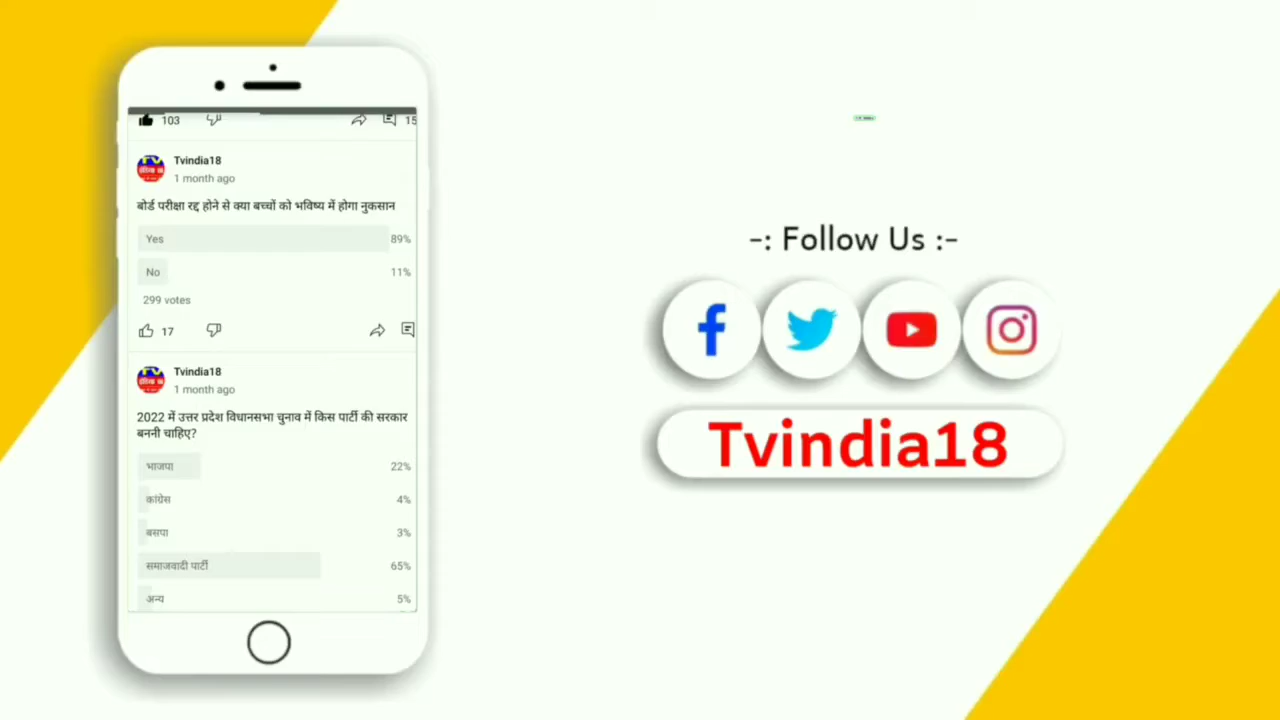 103
15
Tvindia18
1 month ago
बोर्ड परीक्षा रद्द होने से क्या बच्चों को भविष्य में होगा नुकसान
Yes 89%
No 11%
299 votes
17
Tvindia18
1 month ago
2022 में उत्तर प्रदेश विधानसभा चुनाव में किस पार्टी की सरकार
बननी चाहिए?
भाजपा 22%
कांग्रेस 4%
बसपा 3%
समाजवादी पार्टी 65%
अन्य 5%
-: Follow Us :-
Tvindia18